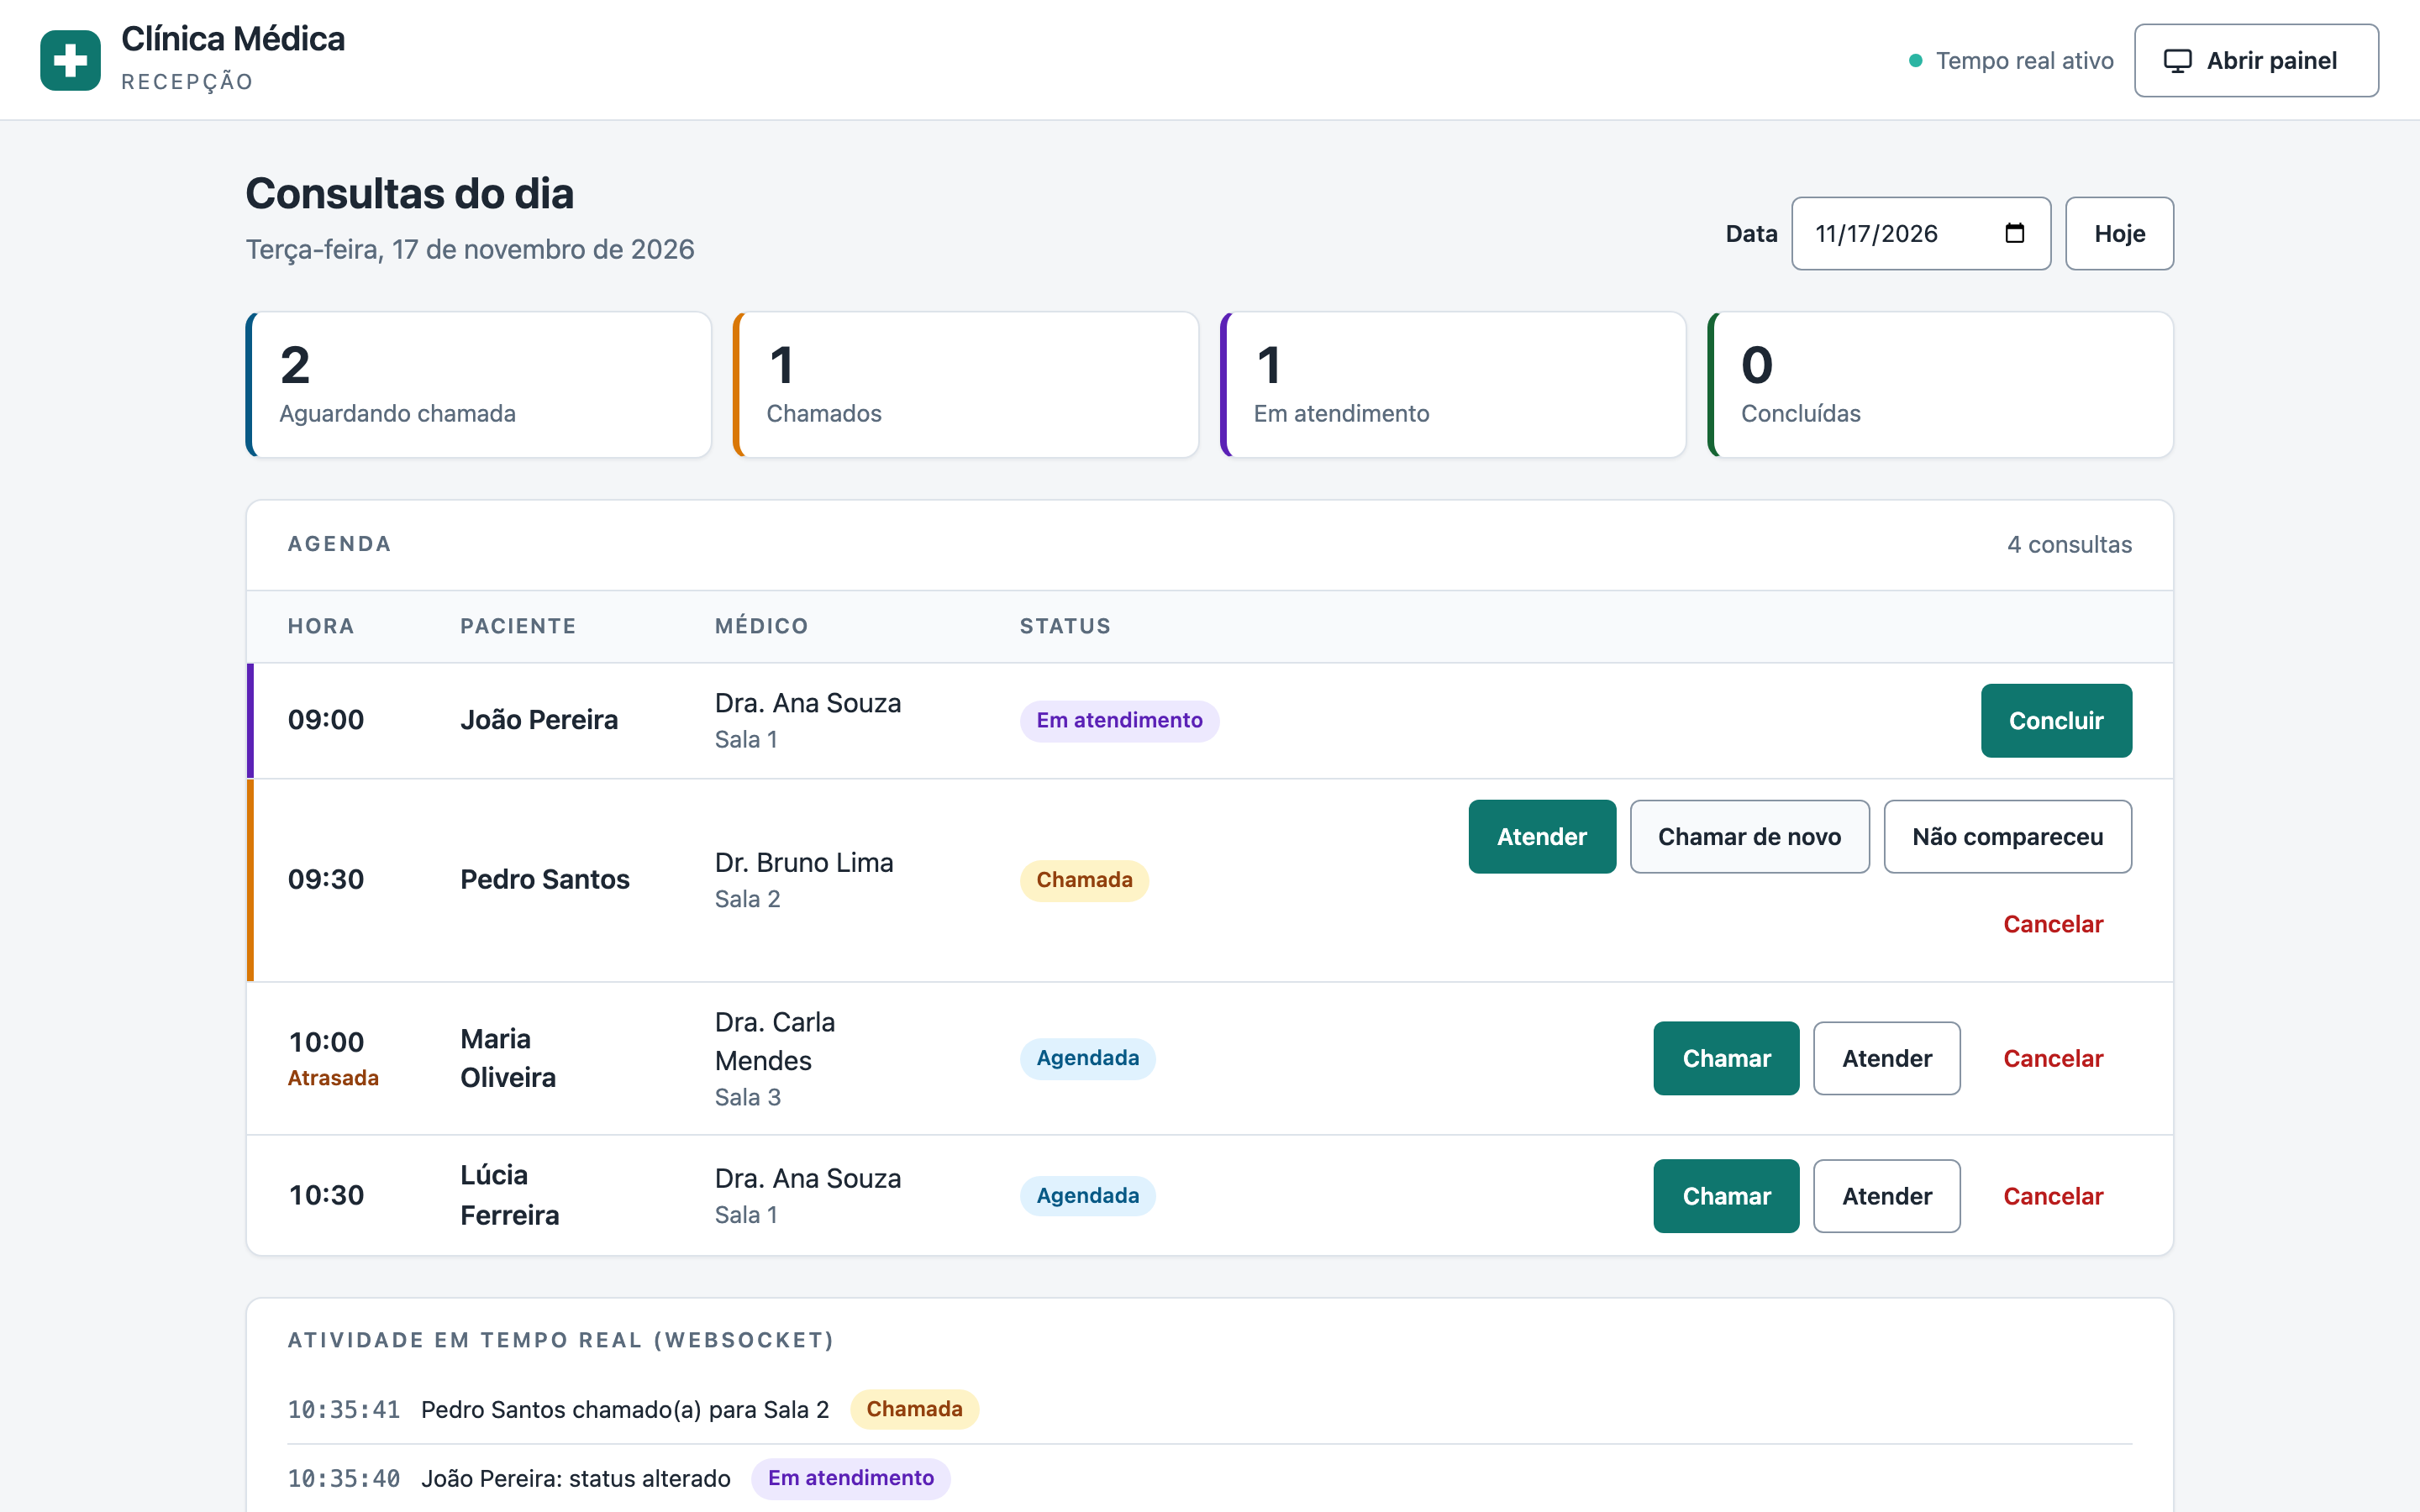 Clínica Médica
RECEPÇÃO
Tempo real ativo
Abrir painel
Consultas do dia
Terça-feira, 17 de novembro de 2026
Data
11/17/2026
Hoje
2
Aguardando chamada
1
Chamados
1
Em atendimento
0
Concluídas
AGENDA
4 consultas
HORA PACIENTE MÉDICO STATUS
09:00
João Pereira
Dra. Ana Souza
Sala 1
Em atendimento
Concluir
09:30
Pedro Santos
Dr. Bruno Lima
Sala 2
Chamada
Atender
Chamar de novo
Não compareceu
Cancelar
10:00
Atrasada
Maria
Oliveira
Dra. Carla
Mendes
Sala 3
Agendada
Chamar
Atender
Cancelar
10:30
Lúcia
Ferreira
Dra. Ana Souza
Sala 1
Agendada
Chamar
Atender
Cancelar
ATIVIDADE EM TEMPO REAL (WEBSOCKET)
10:35:41 Pedro Santos chamado(a) para Sala 2 Chamada
10:35:40 João Pereira: status alterado Em atendimento